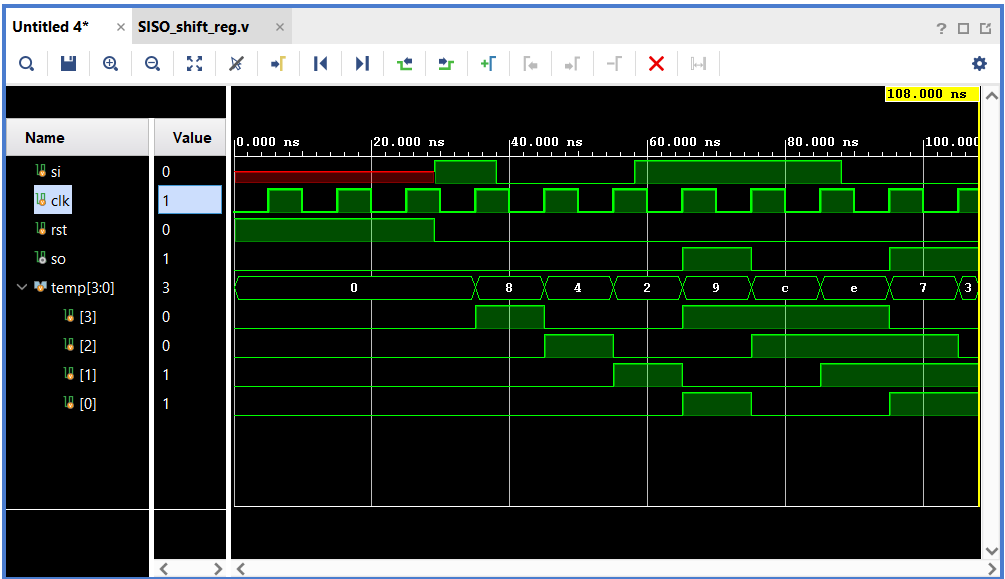 Untitled 4* × SISO_shift_reg.v ×
?
108.000 ns
Name Value
0.000 ns 20.000 ns 40.000 ns 60.000 ns 80.000 ns 100.000
si 0
clk 1
rst 0
so 1
temp[3:0] 3 0 8 4 2 9 c e 7 3
[3] 0
[2] 0
[1] 1
[0] 1